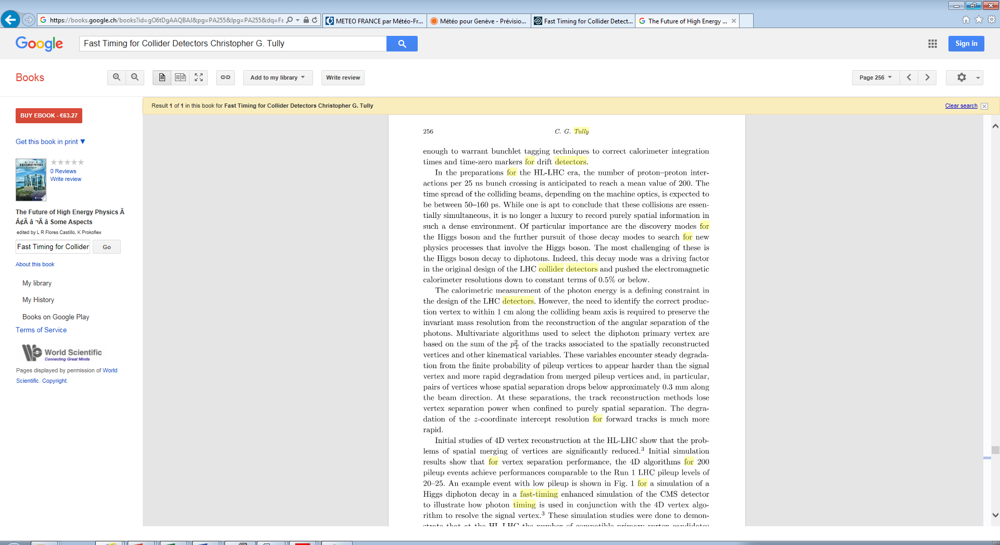 https://books.google.ch/books?id=gO6tDgAAQBAJ&pg=PA255&lpg=PA255&dq=Fa
METEO FRANCE par Météo-Fr...
Météo pour Genève - Prévisio...
Fast Timing for Collider Detect...
The Future of High Energy ...
Google
Fast Timing for Collider Detectors Christopher G. Tully
Sign in
Books
Add to my library
Write review
Page 256
BUY EBOOK - €63.27
Get this book in print ▼
0 Reviews
Write review
The Future of High Energy Physics Ã
Â¢Ã â ¬Ã â Some Aspects
edited by L R Flores Castillo, K Prokofiev
Fast Timing for Collider
Go
About this book
My library
My History
Books on Google Play
Terms of Service
World Scientific
Connecting Great Minds
Pages displayed by permission of World
Scientific. Copyright.
Result 1 of 1 in this book for Fast Timing for Collider Detectors Christopher G. Tully
Clear search
256
C. G. Tully
enough to warrant bunchlet tagging techniques to correct calorimeter integration
times and time-zero markers for drift detectors.
In the preparations for the HL-LHC era, the number of proton–proton inter-
actions per 25 ns bunch crossing is anticipated to reach a mean value of 200. The
time spread of the colliding beams, depending on the machine optics, is expected to
be between 50–160 ps. While one is apt to conclude that these collisions are essen-
tially simultaneous, it is no longer a luxury to record purely spatial information in
such a dense environment. Of particular importance are the discovery modes for
the Higgs boson and the further pursuit of those decay modes to search for new
physics processes that involve the Higgs boson. The most challenging of these is
the Higgs boson decay to diphotons. Indeed, this decay mode was a driving factor
in the original design of the LHC collider detectors and pushed the electromagnetic
calorimeter resolutions down to constant terms of 0.5% or below.
The calorimetric measurement of the photon energy is a defining constraint in
the design of the LHC detectors. However, the need to identify the correct produc-
tion vertex to within 1 cm along the colliding beam axis is required to preserve the
invariant mass resolution from the reconstruction of the angular separation of the
photons. Multivariate algorithms used to select the diphoton primary vertex are
based on the sum of the p²T of the tracks associated to the spatially reconstructed
vertices and other kinematical variables. These variables encounter steady degrada-
tion from the finite probability of pileup vertices to appear harder than the signal
vertex and more rapid degradation from merged pileup vertices and, in particular,
pairs of vertices whose spatial separation drops below approximately 0.3 mm along
the beam direction. At these separations, the track reconstruction methods lose
vertex separation power when confined to purely spatial separation. The degra-
dation of the z-coordinate intercept resolution for forward tracks is much more
rapid.
Initial studies of 4D vertex reconstruction at the HL-LHC show that the prob-
lems of spatial merging of vertices are significantly reduced.³ Initial simulation
results show that for vertex separation performance, the 4D algorithms for 200
pileup events achieve performances comparable to the Run 1 LHC pileup levels of
20–25. An example event with low pileup is shown in Fig. 1 for a simulation of a
Higgs diphoton decay in a fast-timing enhanced simulation of the CMS detector
to illustrate how photon timing is used in conjunction with the 4D vertex algo-
rithm to resolve the signal vertex.³ These simulation studies were done to demon-
strate that at the HL-LHC the number of compatible primary vertex candidates